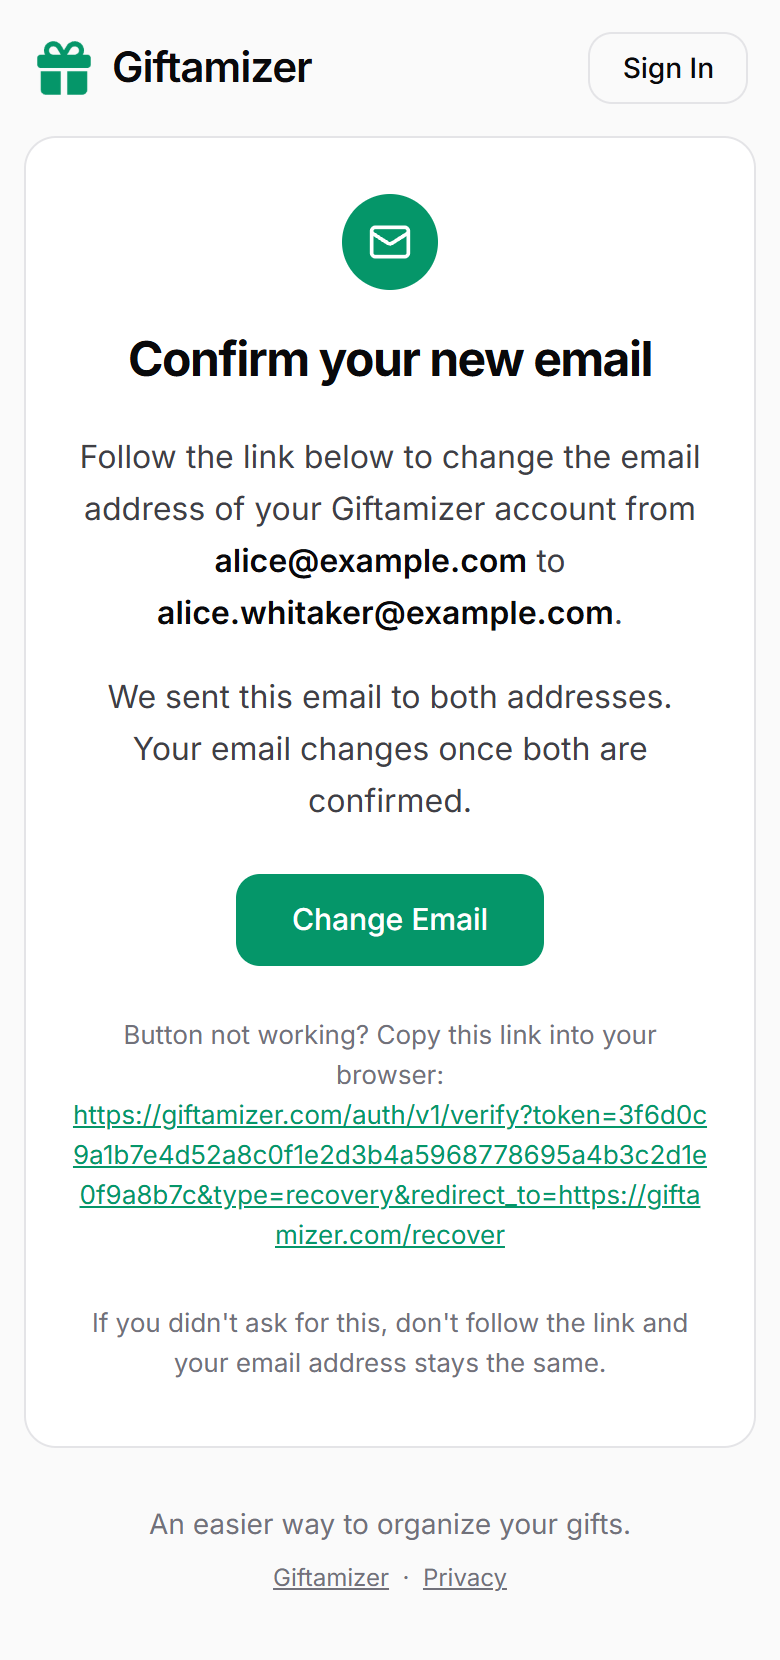 Giftamizer
Sign In
Confirm your new email
Follow the link below to change the email
address of your Giftamizer account from
alice@example.com to
alice.whitaker@example.com.
We sent this email to both addresses.
Your email changes once both are
confirmed.
Change Email
Button not working? Copy this link into your
browser:
https://giftamizer.com/auth/v1/verify?token=3f6d0c
9a1b7e4d52a8c0f1e2d3b4a5968778695a4b3c2d1e
0f9a8b7c&type=recovery&redirect_to=https://gifta
mizer.com/recover
If you didn't ask for this, don't follow the link and
your email address stays the same.
An easier way to organize your gifts.
Giftamizer · Privacy